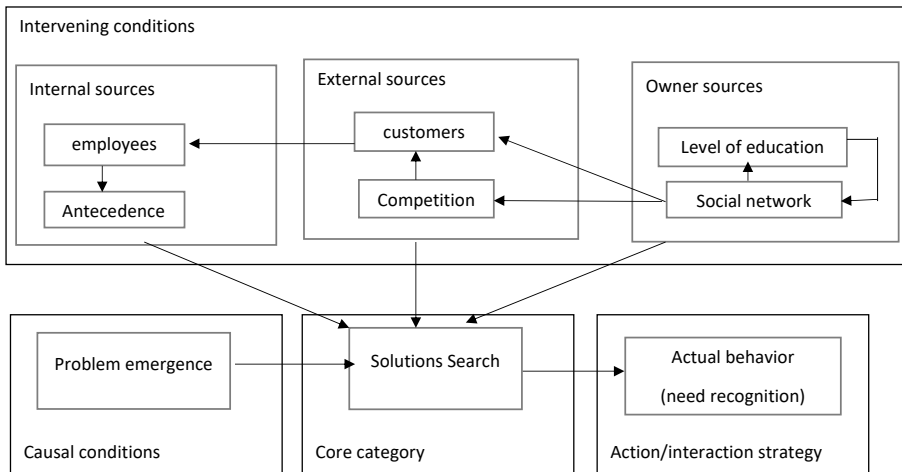 Intervening conditions
Internal sources
employees
Antecedence
External sources
customers
Competition
Owner sources
Level of education
Social network
Problem emergence
Causal conditions
Solutions Search
Core category
Actual behavior
(need recognition)
Action/interaction strategy